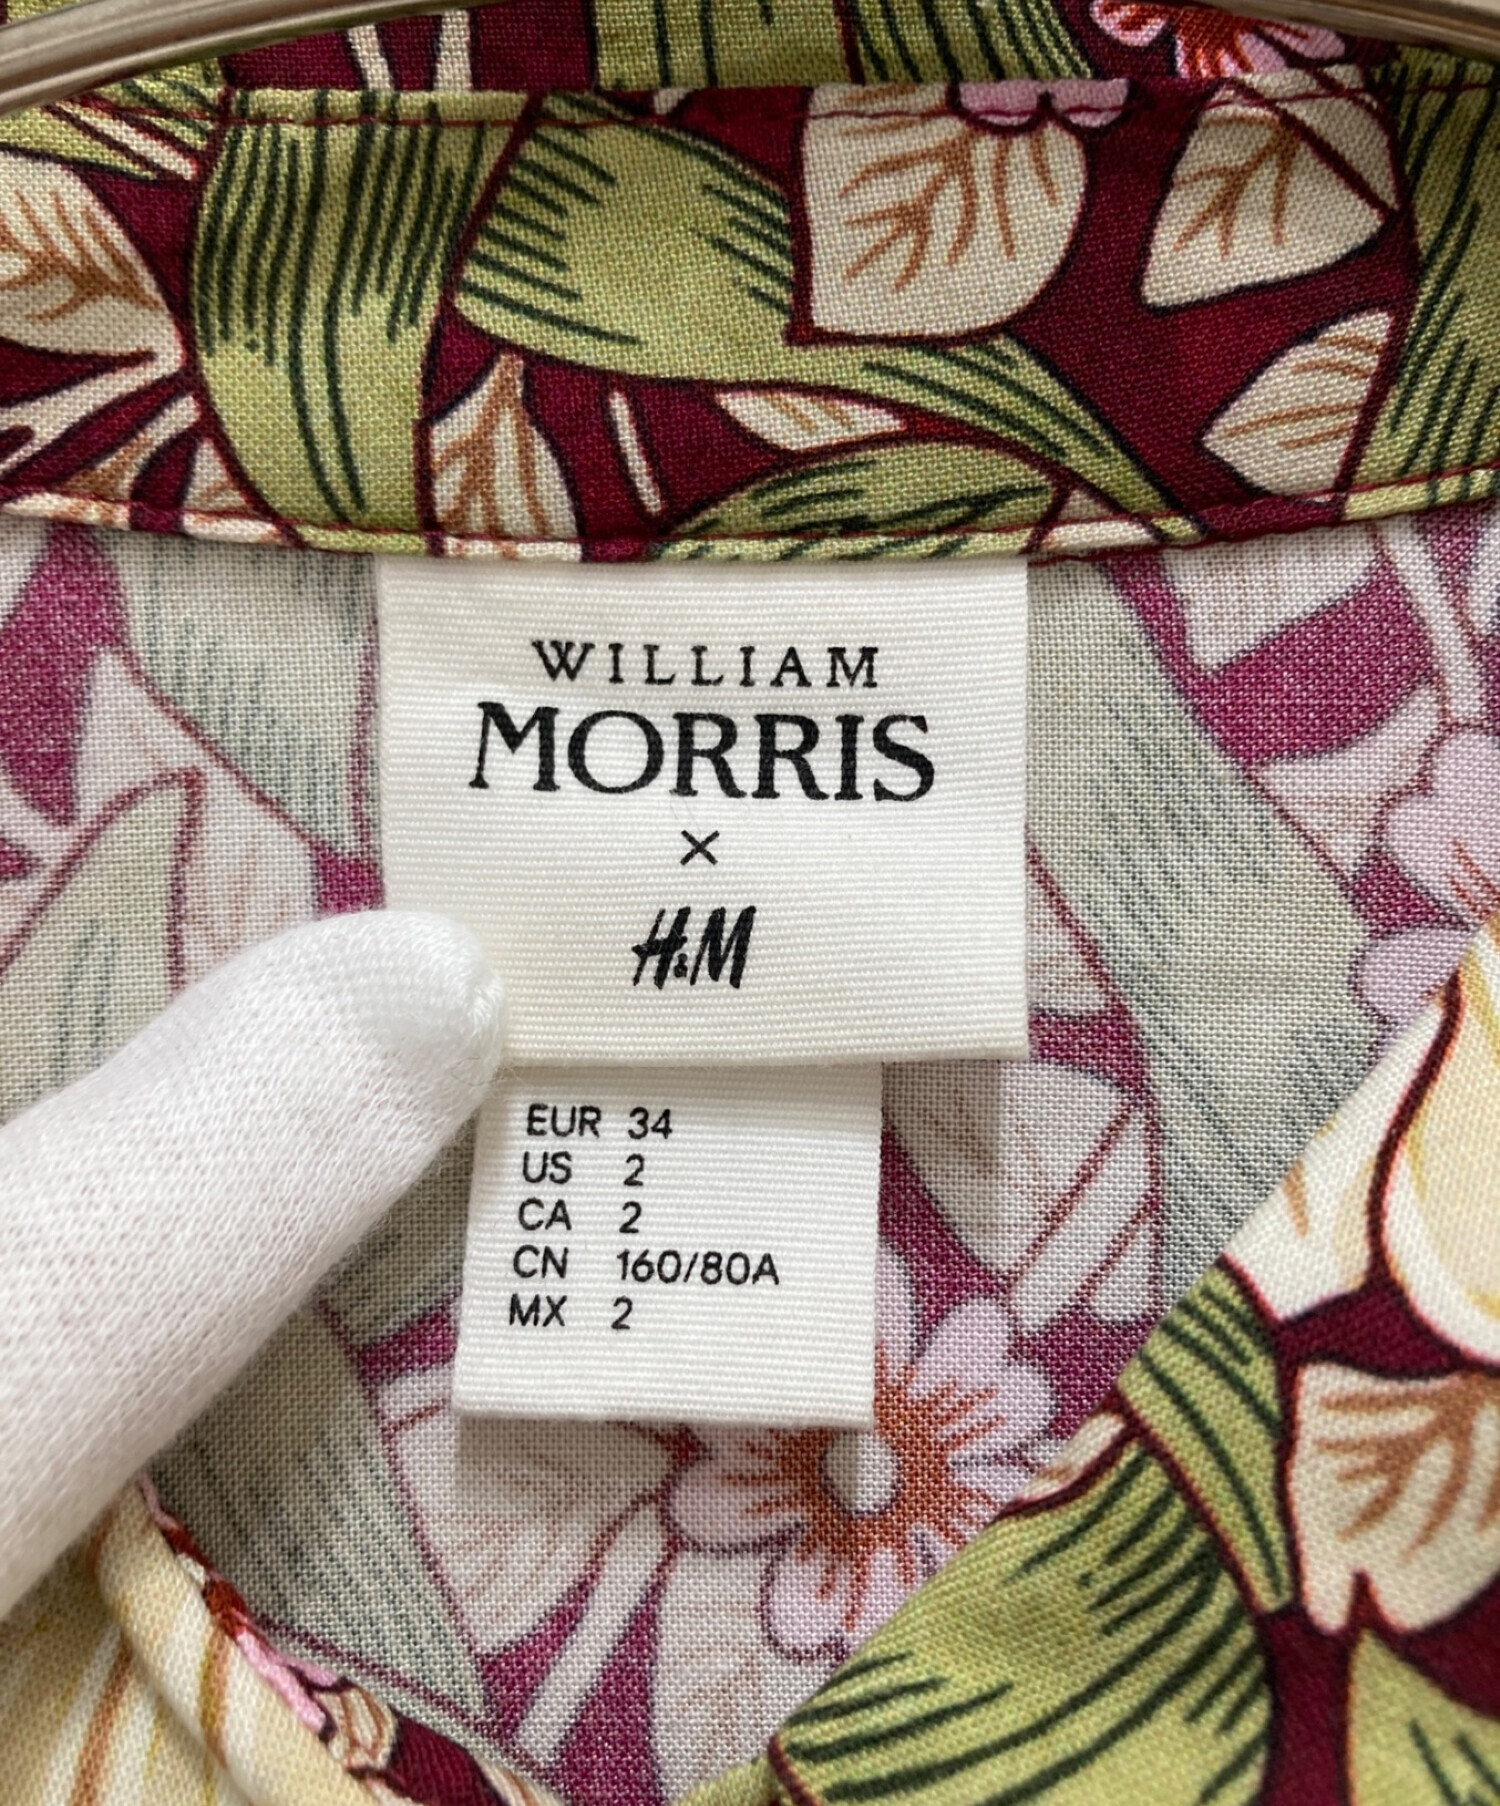 WILLIAM
MORRIS
×
H&M
EUR 34
US 2
CA 2
CN 160/80A
MX 2